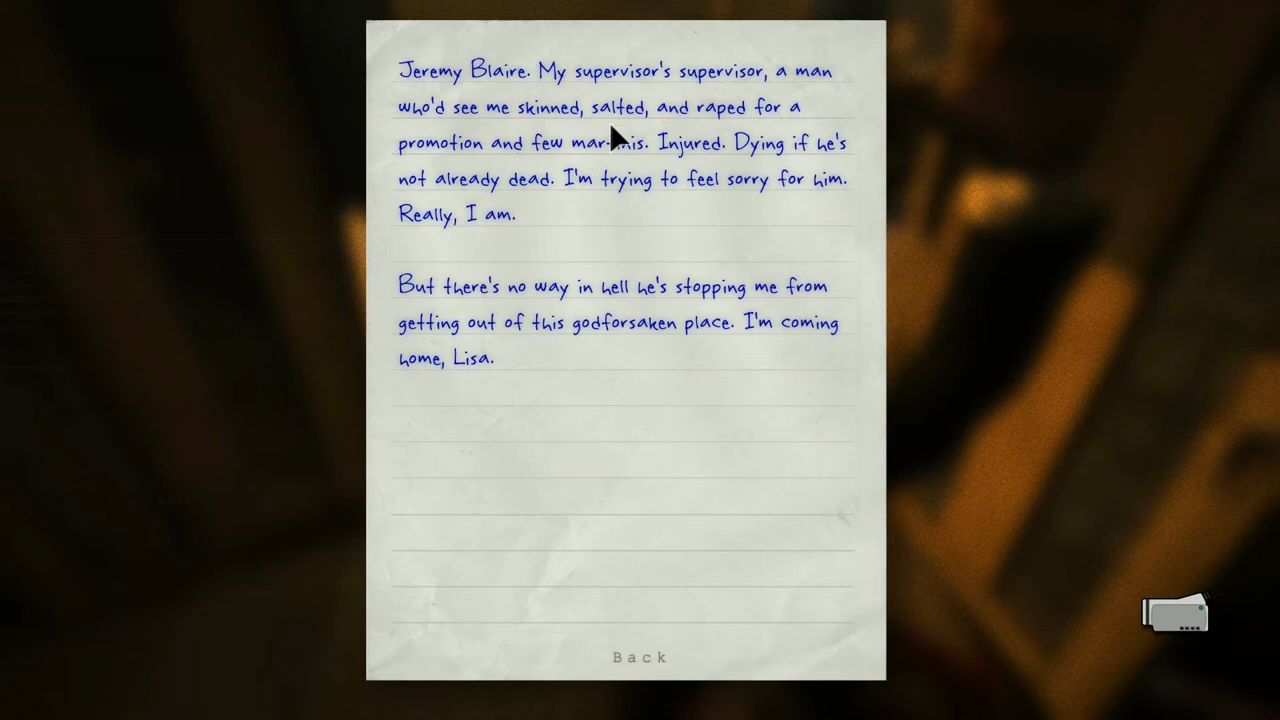 Jeremy Blaire. My supervisor's supervisor, a man
who'd see me skinned, salted, and raped for a
promotion and few Injured. Dying if he's
not already dead. I'm trying to feel sorry for him.
Really, I am.
But there's no way in hell he's stopping me from
getting out of this godforsaken place. I'm coming
home, Lisa.
Back